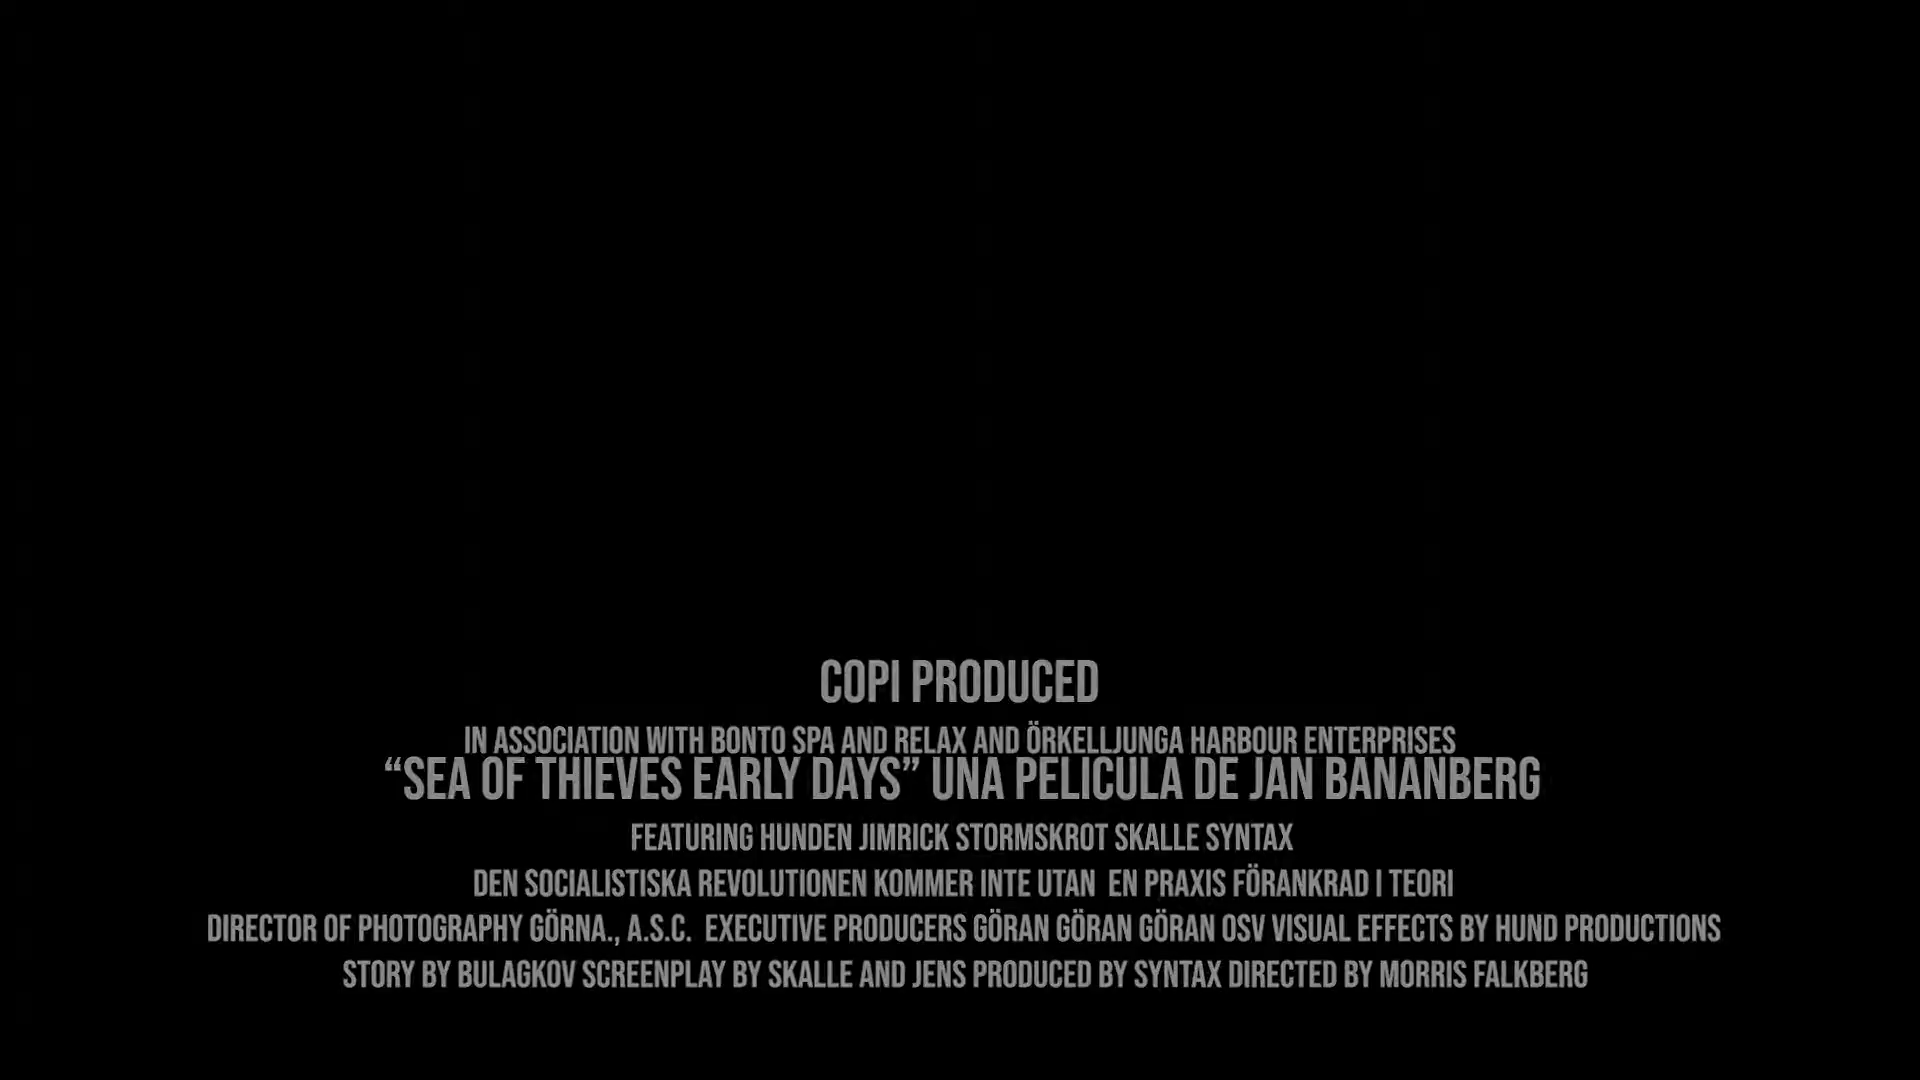 COPI PRODUCED
IN ASSOCIATION WITH BONTO SPA AND RELAX AND ÖRKELLJUNGA HARBOUR ENTERPRISES
“SEA OF THIEVES EARLY DAYS” UNA PELICULA DE JAN BANANBERG
FEATURING HUNDEN JIMRICK STORMSKROT SKALLE SYNTAX
DEN SOCIALISTISKA REVOLUTIONEN KOMMER INTE UTAN EN PRAXIS FÖRANKRAD I TEORI
DIRECTOR OF PHOTOGRAPHY GÖRNA., A.S.C. EXECUTIVE PRODUCERS GÖRAN GÖRAN GÖRAN OSV VISUAL EFFECTS BY HUND PRODUCTIONS
STORY BY BULAGKOV SCREENPLAY BY SKALLE AND JENS PRODUCED BY SYNTAX DIRECTED BY MORRIS FALKBERG